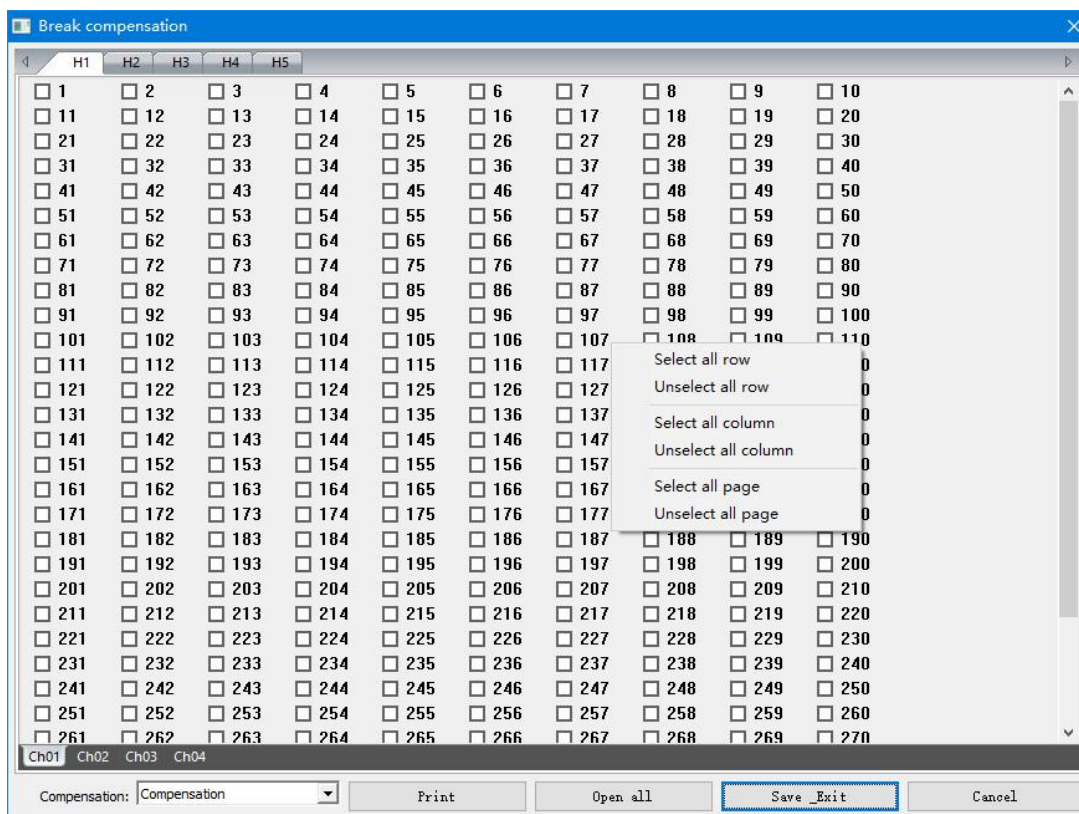 Break compensation
H1 H2 H3 H4 H5
1 2 3 4 5 6 7 8 9 10
11 12 13 14 15 16 17 18 19 20
21 22 23 24 25 26 27 28 29 30
31 32 33 34 35 36 37 38 39 40
41 42 43 44 45 46 47 48 49 50
51 52 53 54 55 56 57 58 59 60
61 62 63 64 65 66 67 68 69 70
71 72 73 74 75 76 77 78 79 80
81 82 83 84 85 86 87 88 89 90
91 92 93 94 95 96 97 98 99 100
101 102 103 104 105 106 107 108 109 110
111 112 113 114 115 116 117
121 122 123 124 125 126 127
131 132 133 134 135 136 137
141 142 143 144 145 146 147
151 152 153 154 155 156 157
161 162 163 164 165 166 167
171 172 173 174 175 176 177
Select all row
Unselect all row
Select all column
Unselect all column
Select all page
Unselect all page
181 182 183 184 185 186 187 188 189 190
191 192 193 194 195 196 197 198 199 200
201 202 203 204 205 206 207 208 209 210
211 212 213 214 215 216 217 218 219 220
221 222 223 224 225 226 227 228 229 230
231 232 233 234 235 236 237 238 239 240
241 242 243 244 245 246 247 248 249 250
251 252 253 254 255 256 257 258 259 260
261 262 263 264 265 266 267 268 269 270
Ch01 Ch02 Ch03 Ch04
Compensation: Compensation Print Open all Save _Exit Cancel